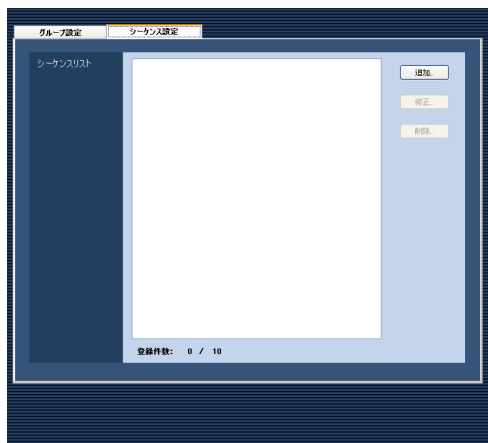 グループ設定 シーケンス設定
シーケンスリスト
追加...
修正...
削除...
登録件数: 0 / 10